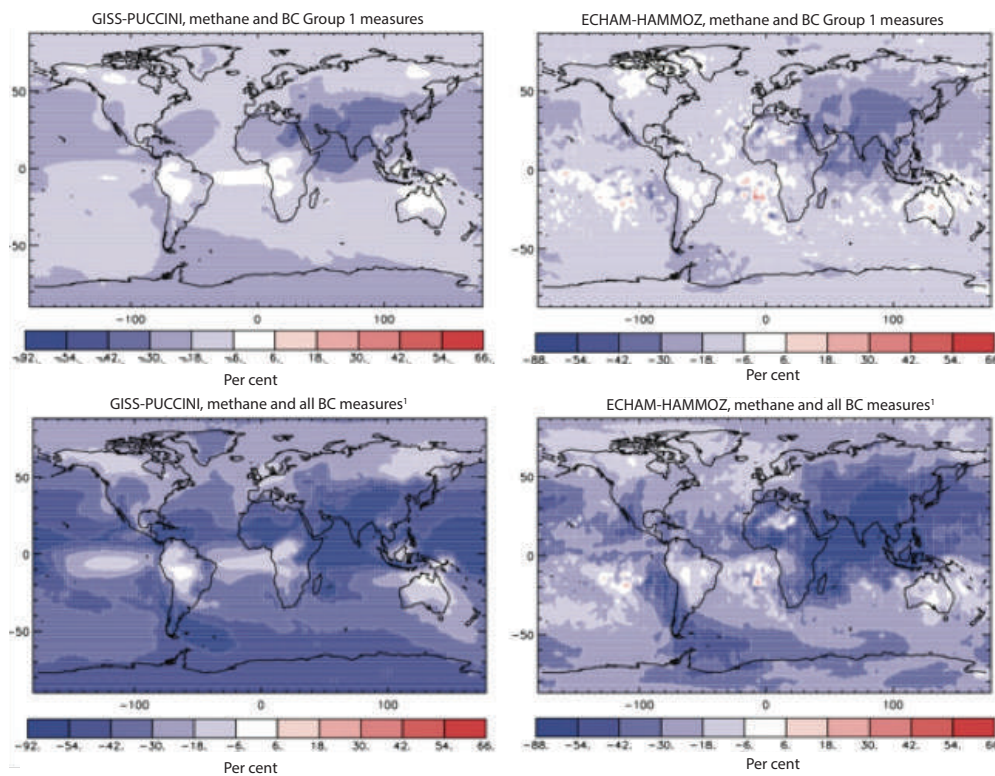 GISS-PUCCINI, methane and BC Group 1 measures
50
0
−50
−100 0 100
−92. −54. −42. −30. −18. −6. 6. 18. 30. 42. 54. 66.
Per cent
ECHAM-HAMMOZ, methane and BC Group 1 measures
50
0
−50
−100 0 100
−88. −54. −42. −30. −18. −6. 6. 18. 30. 42. 54. 66.
Per cent
GISS-PUCCINI, methane and all BC measures¹
50
0
−50
−100 0 100
−92. −54. −42. −30. −18. −6. 6. 18. 30. 42. 54. 66.
Per cent
ECHAM-HAMMOZ, methane and all BC measures¹
50
0
−50
−100 0 100
−88. −54. −42. −30. −18. −6. 6. 18. 30. 42. 54. 66.
Per cent